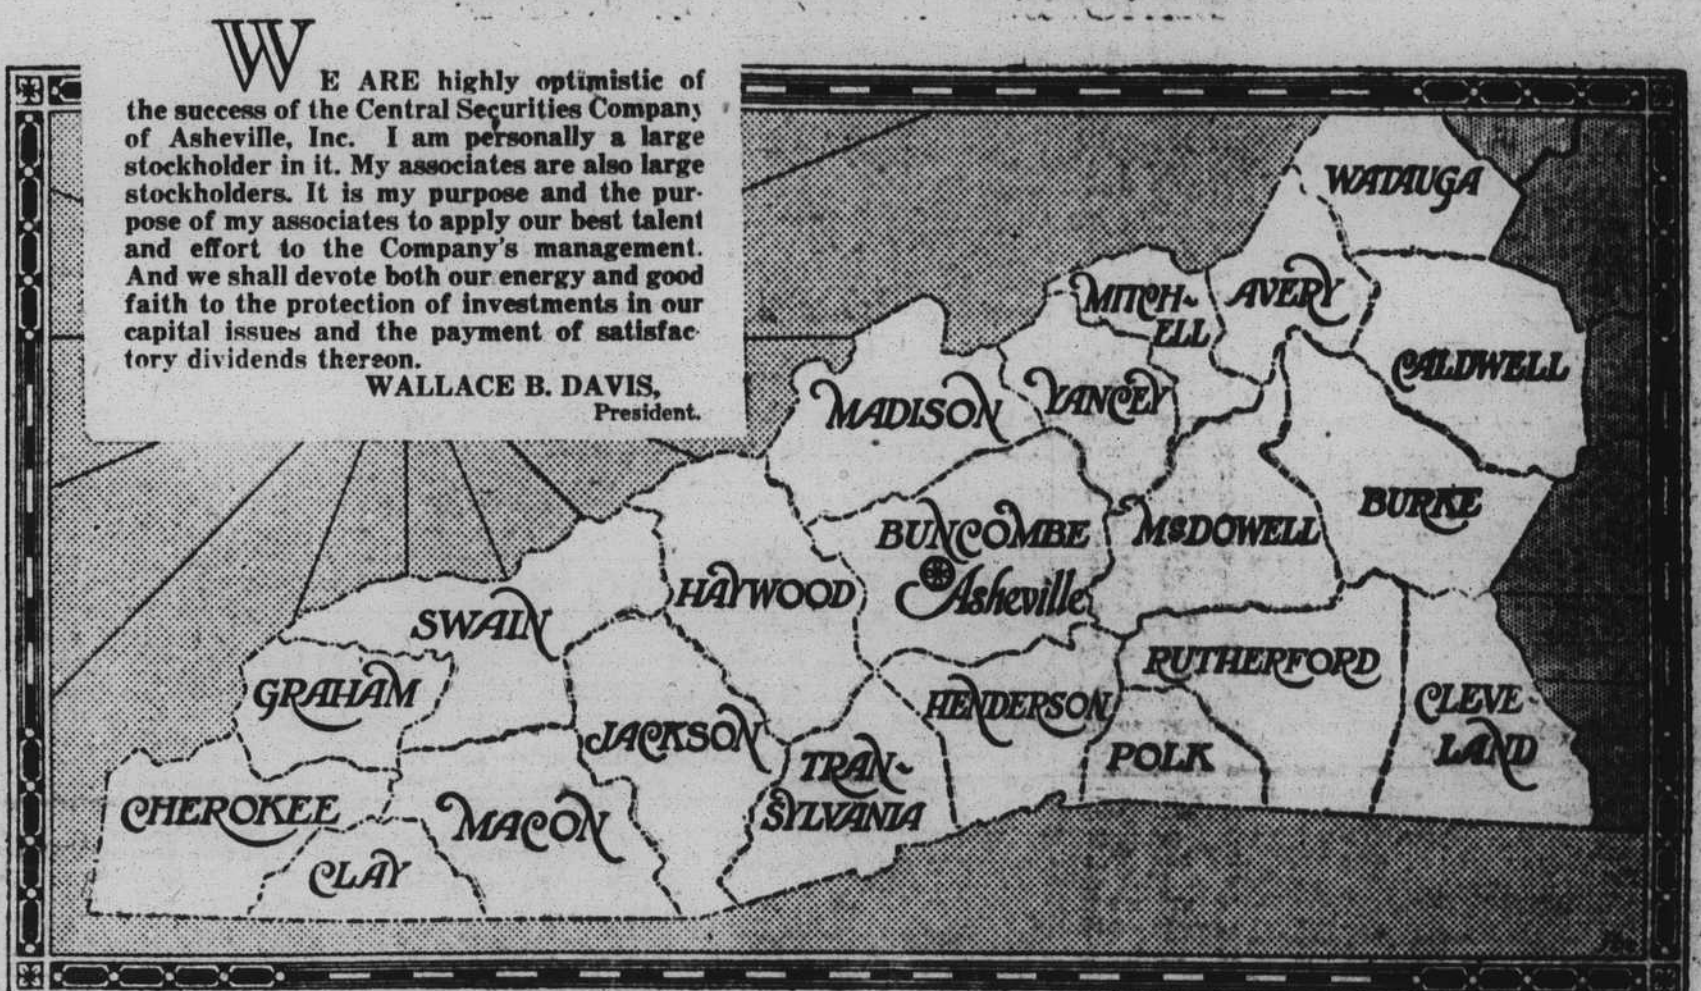 WE ARE highly optimistic of
the success of the Central Securities Company
of Asheville, Inc. I am personally a large
stockholder in it. My associates are also large
stockholders. It is my purpose and the pur-
pose of my associates to apply our best talent
and effort to the Company's management.
And we shall devote both our energy and good
faith to the protection of investments in our
capital issues and the payment of satisfac-
tory dividends thereon.
WALLACE B. DAVIS,
President.
WATAUGA
MITCH-
ELL
AVERY
CALDWELL
MADISON
YANCEY
BURKE
BUNCOMBE
Asheville
McDOWELL
HAYWOOD
SWAIN
RUTHERFORD
GRAHAM
HENDERSON
CLEVE-
LAND
JACKSON
TRAN-
SYLVANIA
POLK
CHEROKEE
MACON
CLAY